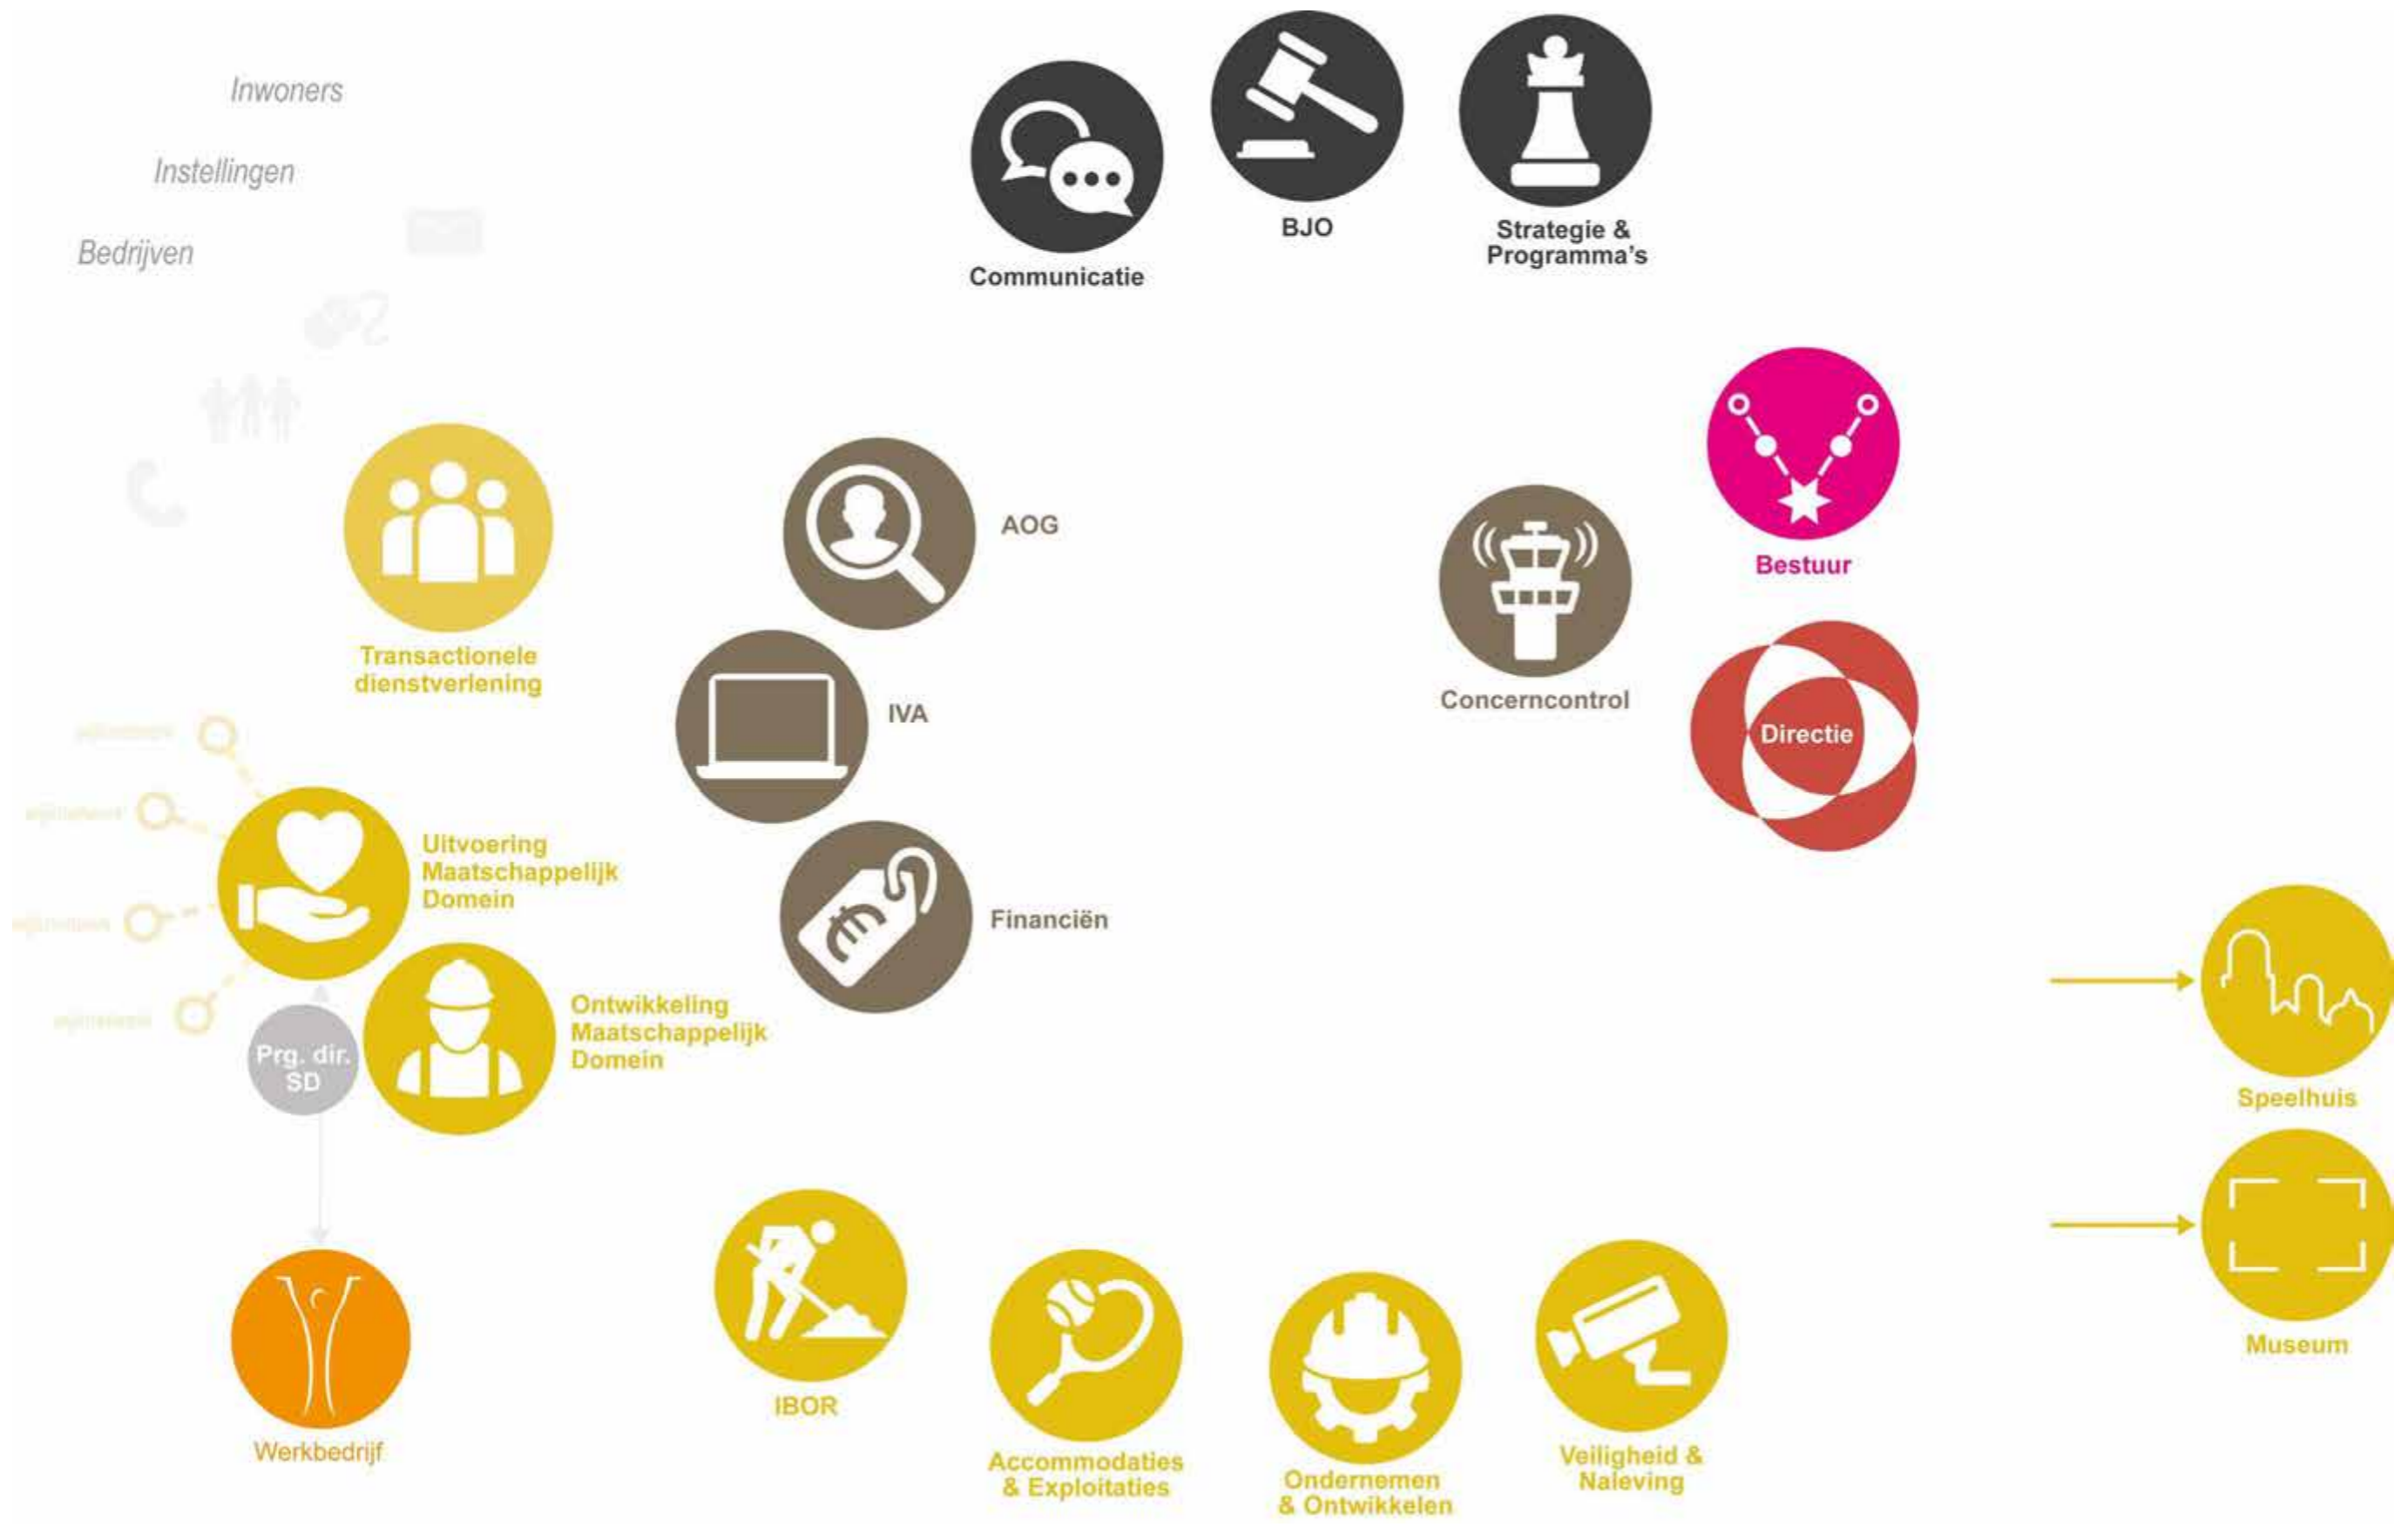 Inwoners
Instellingen
Bedrijven
Communicatie
BJO
Strategie &
Programma's
Bestuur
AOG
Transactionele
dienstverlening
Concerncontrol
IVA
Directie
Uitvoering
Maatschappelijk
Domein
Financiën
Ontwikkeling
Maatschappelijk
Domein
Prg. dir.
SD
Speelhuis
Museum
Werkbedrijf
IBOR
Accommodaties
& Exploitaties
Ondernemen
& Ontwikkelen
Veiligheid &
Naleving